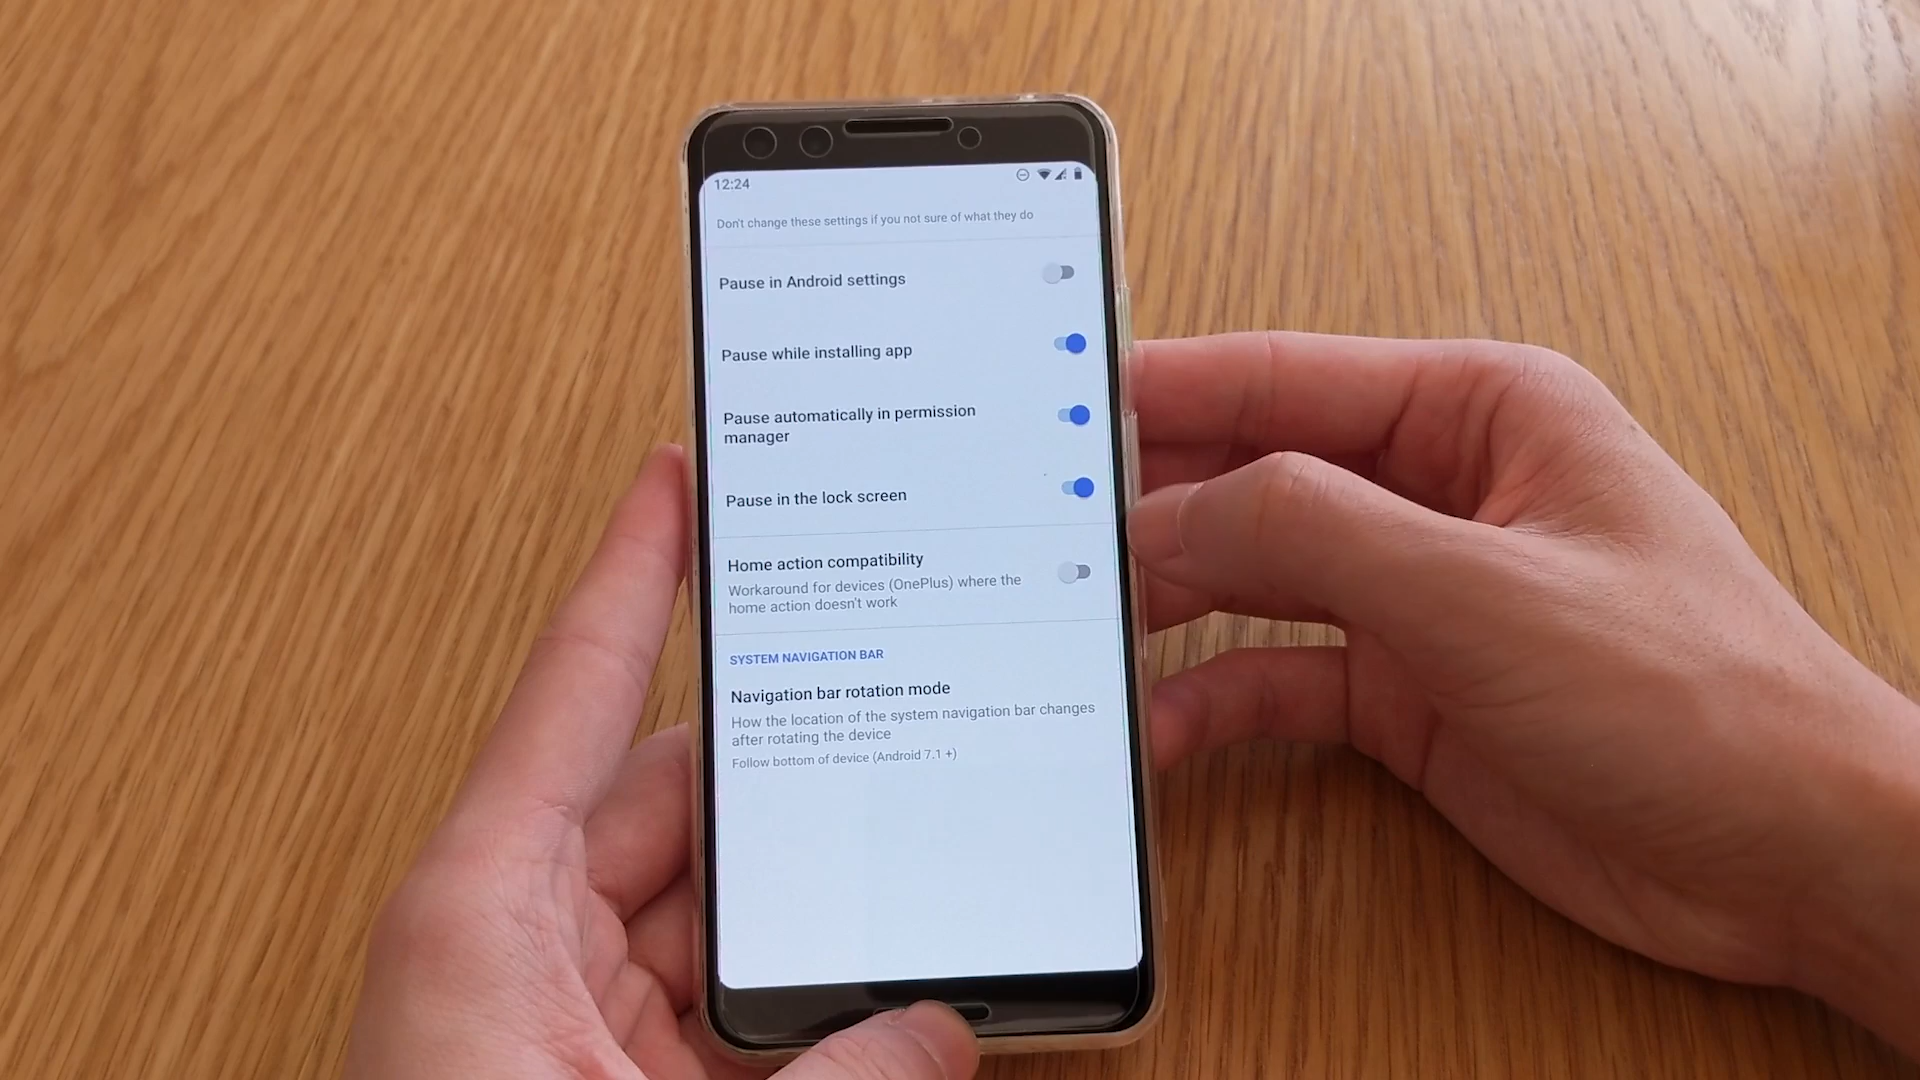 12:24
Don't change these settings if you not sure of what they do
Pause in Android settings
Pause while installing app
Pause automatically in permission
manager
Pause in the lock screen
Home action compatibility
Workaround for devices (OnePlus) where the
home action doesn't work
SYSTEM NAVIGATION BAR
Navigation bar rotation mode
How the location of the system navigation bar changes
after rotating the device
Follow bottom of device (Android 7.1 +)